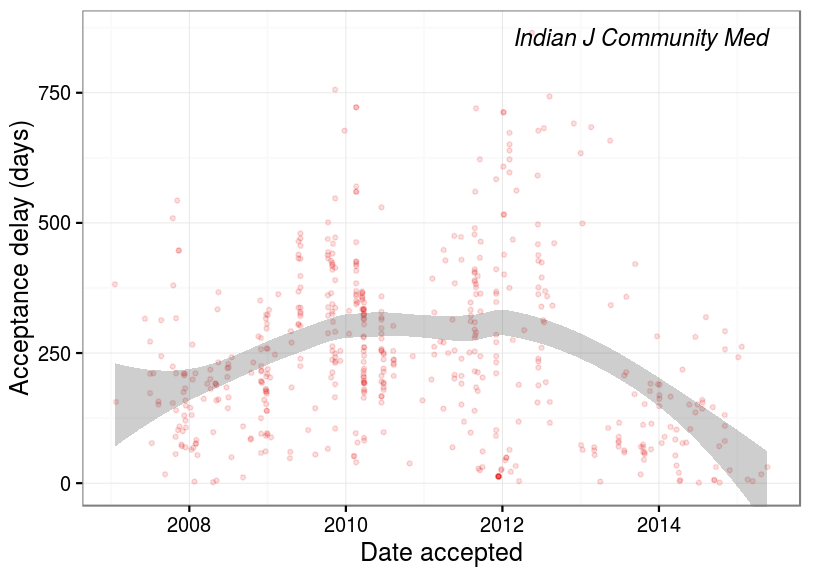 Indian J Community Med
Acceptance delay (days)
750
500
250
0
2008 2010 2012 2014
Date accepted